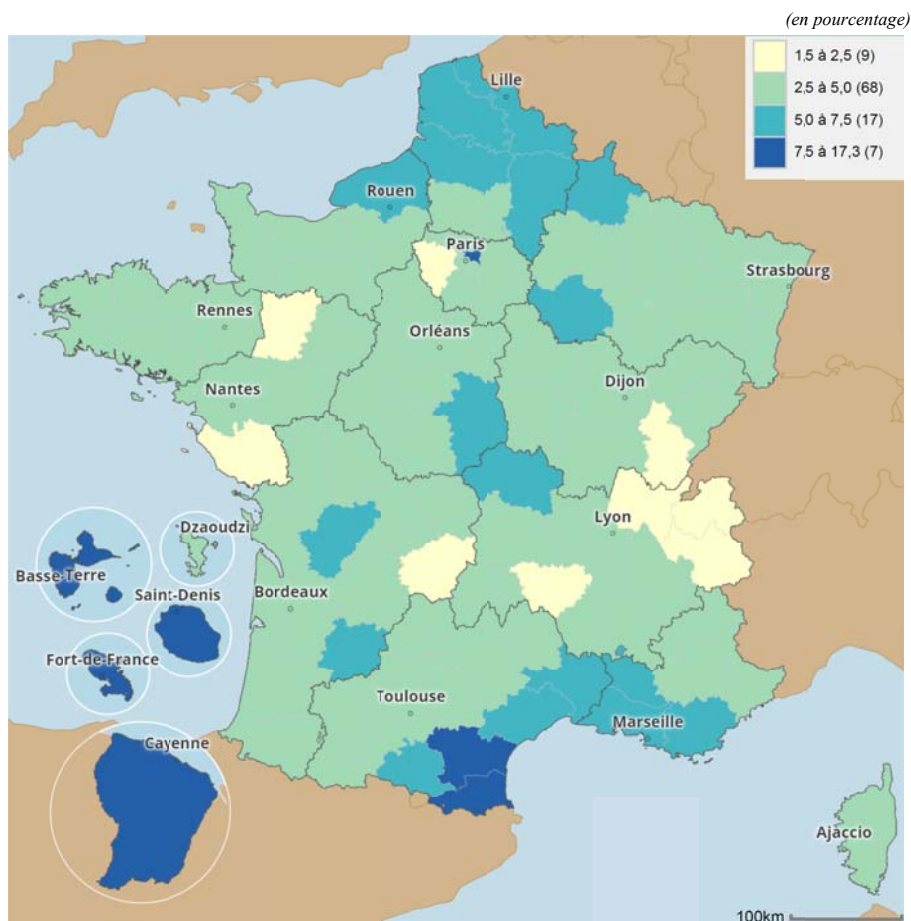 (en pourcentage)
1,5 à 2,5 (9)
2,5 à 5,0 (68)
5,0 à 7,5 (17)
7,5 à 17,3 (7)
Lille
Rouen
Paris
Strasbourg
Rennes
Orléans
Nantes
Dijon
Lyon
Dzaoudzi
Basse-Terre
Saint-Denis
Bordeaux
Fort-de-France
Toulouse
Marseille
Cayenne
Ajaccio
100km